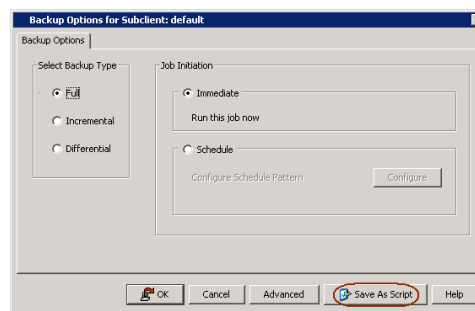 Backup Options for Subclient: default
Backup Options
Select Backup Type
Full
Incremental
Differential
Job Initiation
Immediate
Run this job now
Schedule
Configure Schedule Pattern
Configure
OK
Cancel
Advanced
Save As Script
Help